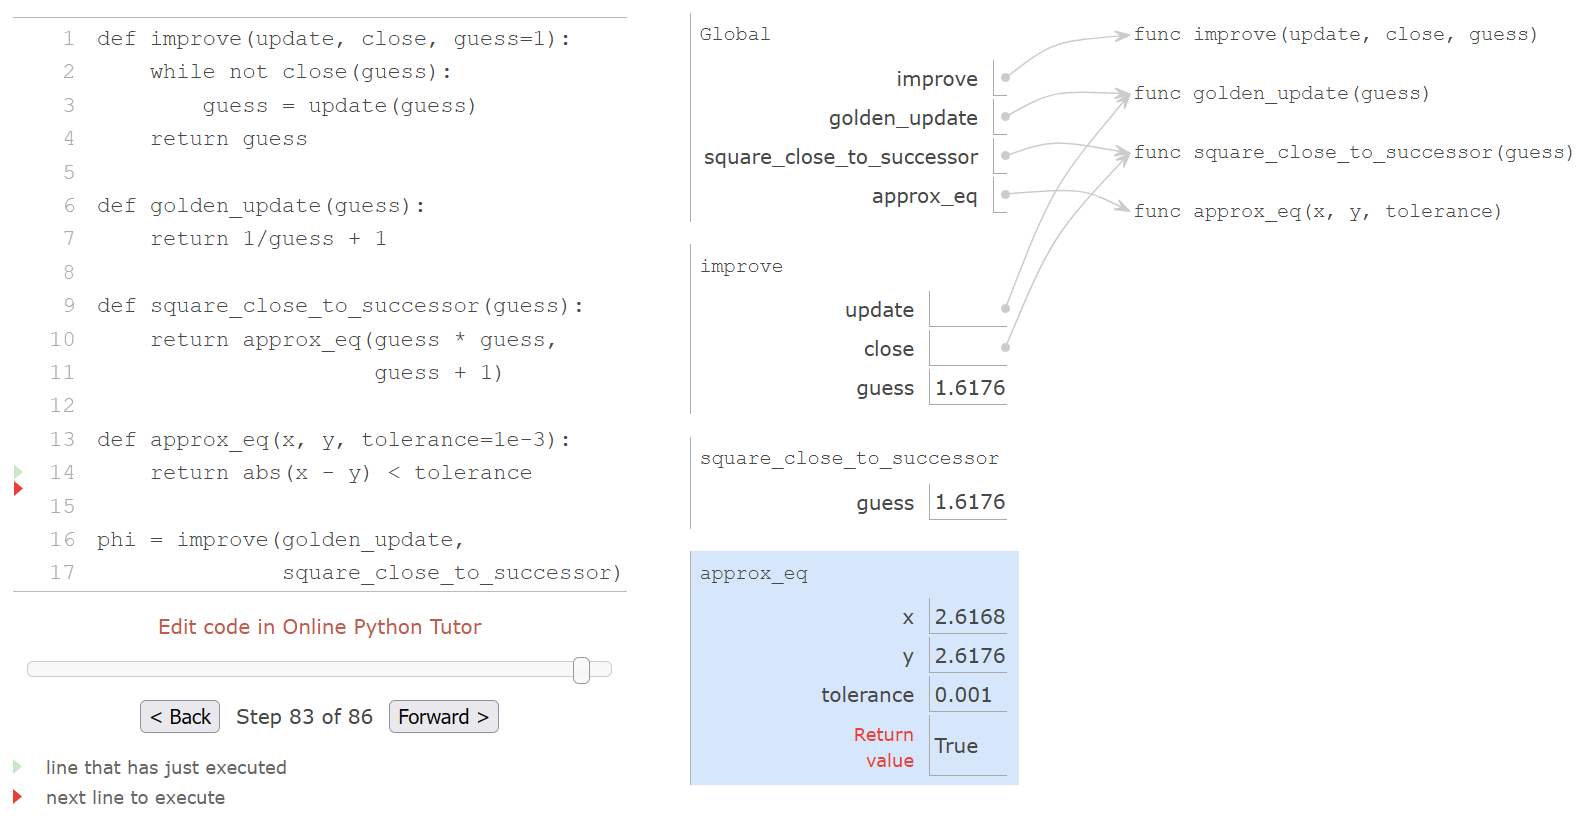 1 def improve(update, close, guess=1):
2     while not close(guess):
3         guess = update(guess)
4     return guess
5
6 def golden_update(guess):
7     return 1/guess + 1
8
9 def square_close_to_successor(guess):
10     return approx_eq(guess * guess,
11                      guess + 1)
12
13 def approx_eq(x, y, tolerance=1e-3):
14     return abs(x - y) < tolerance
15
16 phi = improve(golden_update,
17               square_close_to_successor)
Edit code in Online Python Tutor
< Back Step 83 of 86 Forward >
line that has just executed
next line to execute
Global
improve
golden_update
square_close_to_successor
approx_eq
func improve(update, close, guess)
func golden_update(guess)
func square_close_to_successor(guess)
func approx_eq(x, y, tolerance)
improve
update
close
guess 1.6176
square_close_to_successor
guess 1.6176
approx_eq
x 2.6168
y 2.6176
tolerance 0.001
Return
value True